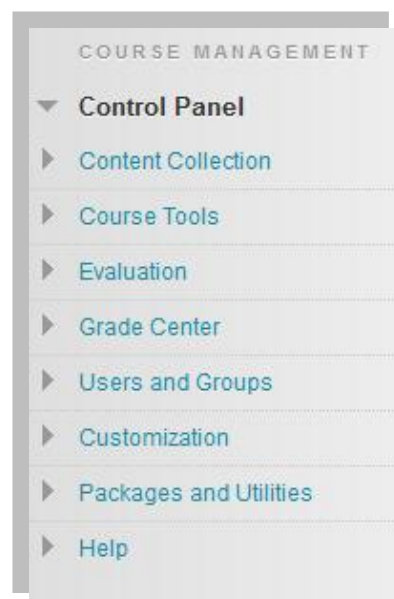 COURSE MANAGEMENT
Control Panel
Content Collection
Course Tools
Evaluation
Grade Center
Users and Groups
Customization
Packages and Utilities
Help